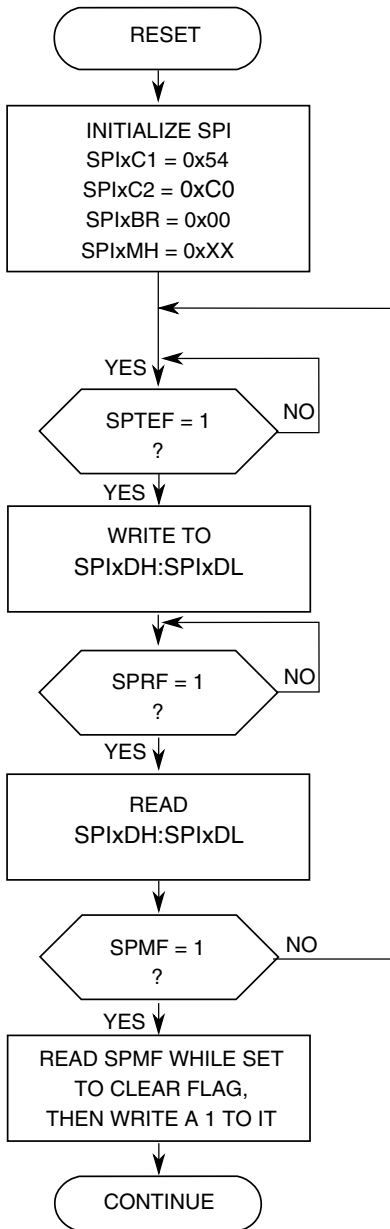 RESET
INITIALIZE SPI
SPIxC1 = 0x54
SPIxC2 = 0xC0
SPIxBR = 0x00
SPIxMH = 0xXX
YES
SPTEF = 1
?
NO
YES
WRITE TO
SPIxDH:SPIxDL
SPRF = 1
?
NO
YES
READ
SPIxDH:SPIxDL
SPMF = 1
?
NO
YES
READ SPMF WHILE SET
TO CLEAR FLAG,
THEN WRITE A 1 TO IT
CONTINUE